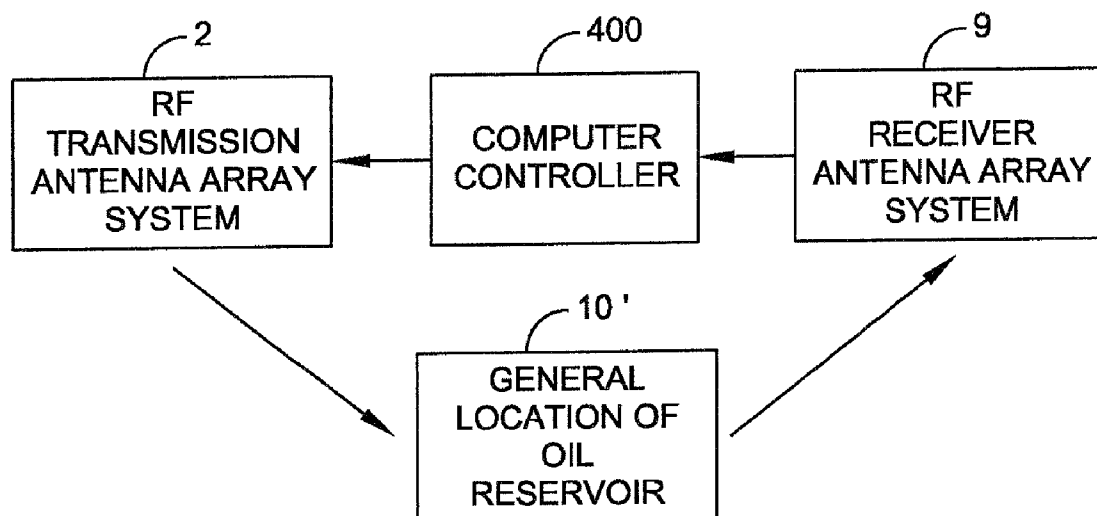 2
400
9
RF
TRANSMISSION
ANTENNA ARRAY
SYSTEM
COMPUTER
CONTROLLER
RF
RECEIVER
ANTENNA ARRAY
SYSTEM
10 '
GENERAL
LOCATION OF
OIL
RESERVOIR